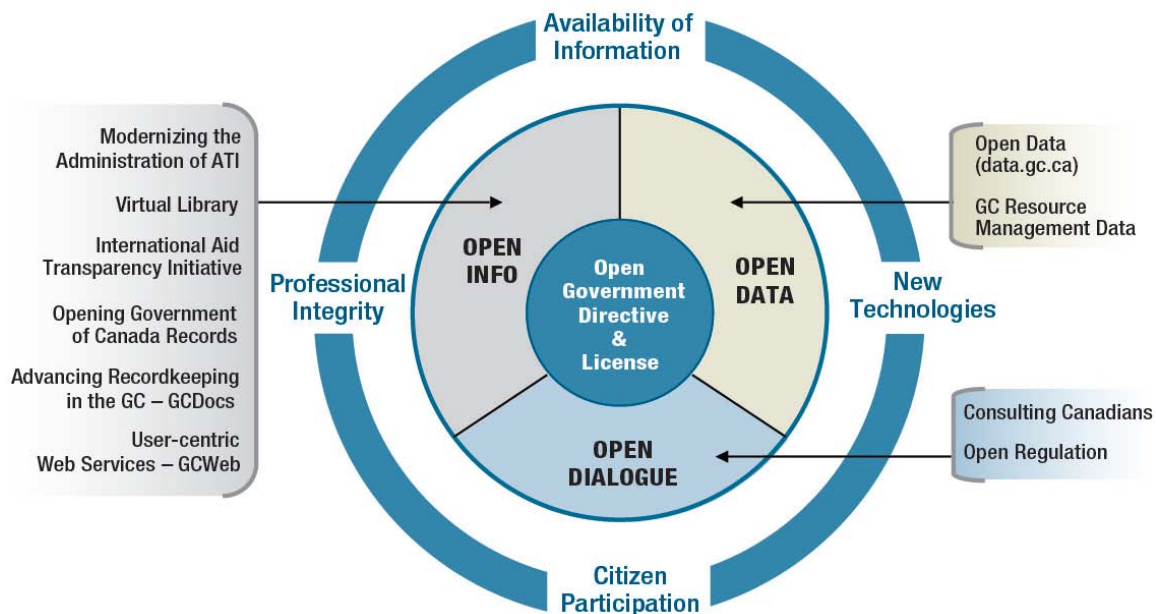 Availability of
Information
Modernizing the
Administration of ATI
Virtual Library
International Aid
Transparency Initiative
Opening Government
of Canada Records
Advancing Recordkeeping
in the GC – GCDocs
User-centric
Web Services – GCWeb
Professional
Integrity
OPEN
INFO
Open
Government
Directive
&
License
OPEN
DATA
OPEN
DIALOGUE
New
Technologies
Open Data
(data.gc.ca)
GC Resource
Management Data
Consulting Canadians
Open Regulation
Citizen
Participation